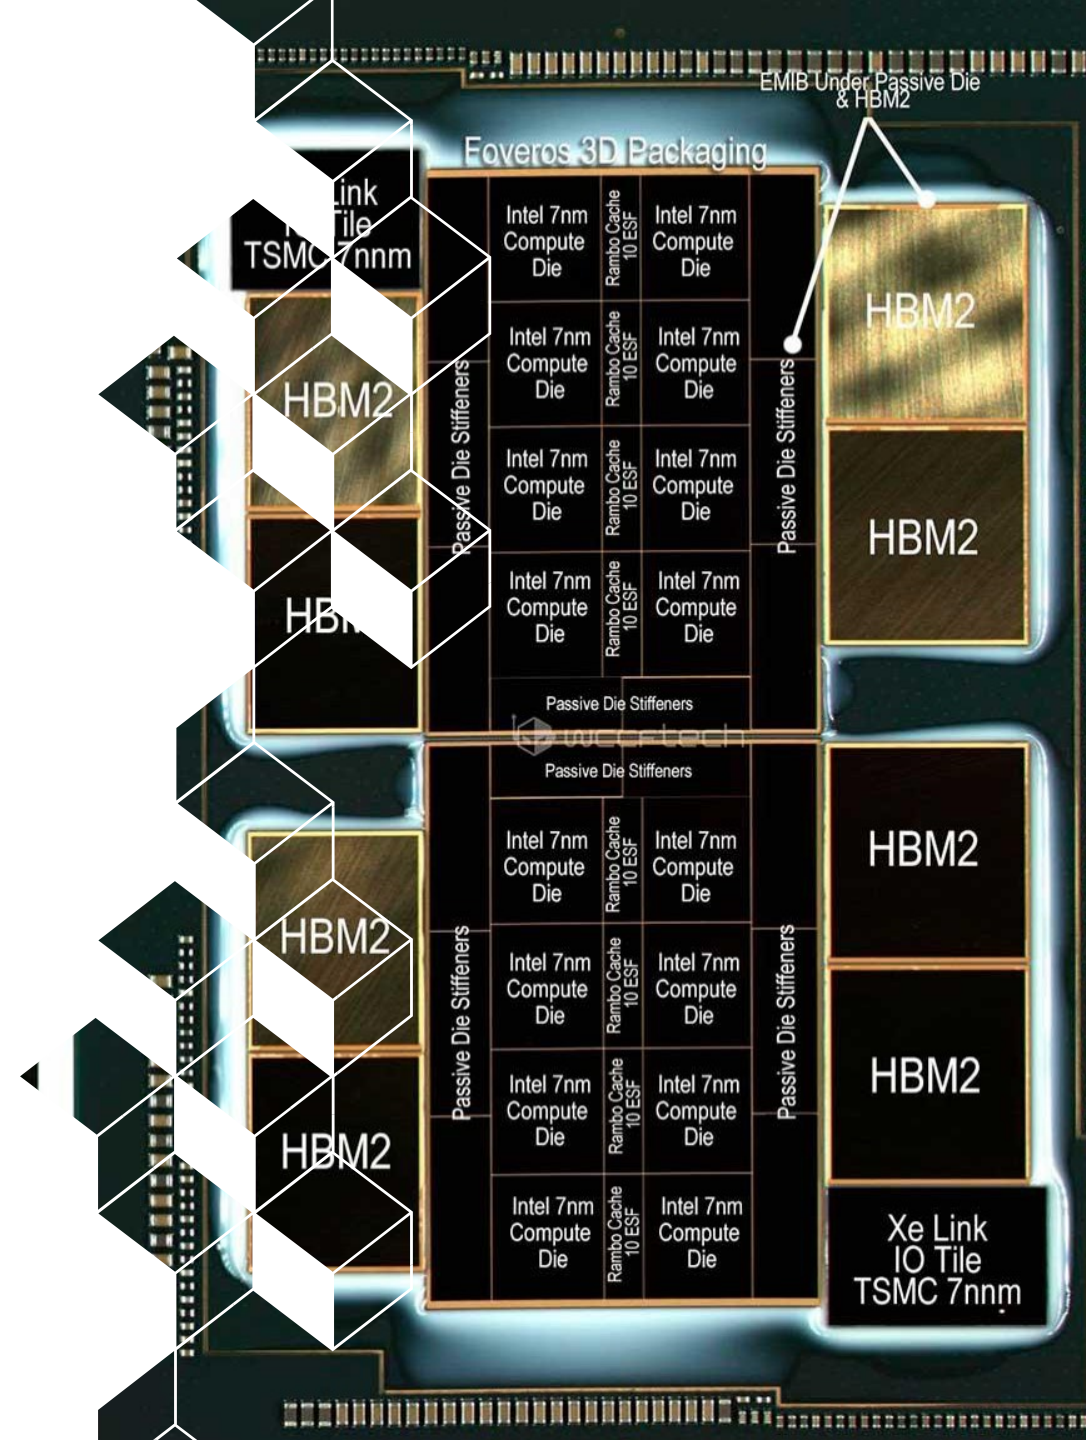 EMIB Under Passive Die
& HBM2
Foveros 3D Packaging
Link
Tile
TSMC 7nnm
HBM2
HBM2
Passive Die Stiffeners
Intel 7nm
Compute
Die
Rambo Cache
10 ESF
Intel 7nm
Compute
Die
Intel 7nm
Compute
Die
Rambo Cache
10 ESF
Intel 7nm
Compute
Die
Intel 7nm
Compute
Die
Rambo Cache
10 ESF
Intel 7nm
Compute
Die
Intel 7nm
Compute
Die
Rambo Cache
10 ESF
Intel 7nm
Compute
Die
Passive Die Stiffeners
Passive Die Stiffeners
HBM2
HBM2
wccftech
Passive Die Stiffeners
HBM2
HBM2
Passive Die Stiffeners
Intel 7nm
Compute
Die
Rambo Cache
10 ESF
Intel 7nm
Compute
Die
Intel 7nm
Compute
Die
Rambo Cache
10 ESF
Intel 7nm
Compute
Die
Intel 7nm
Compute
Die
Rambo Cache
10 ESF
Intel 7nm
Compute
Die
Intel 7nm
Compute
Die
Rambo Cache
10 ESF
Intel 7nm
Compute
Die
Passive Die Stiffeners
HBM2
HBM2
Xe Link
IO Tile
TSMC 7nnm